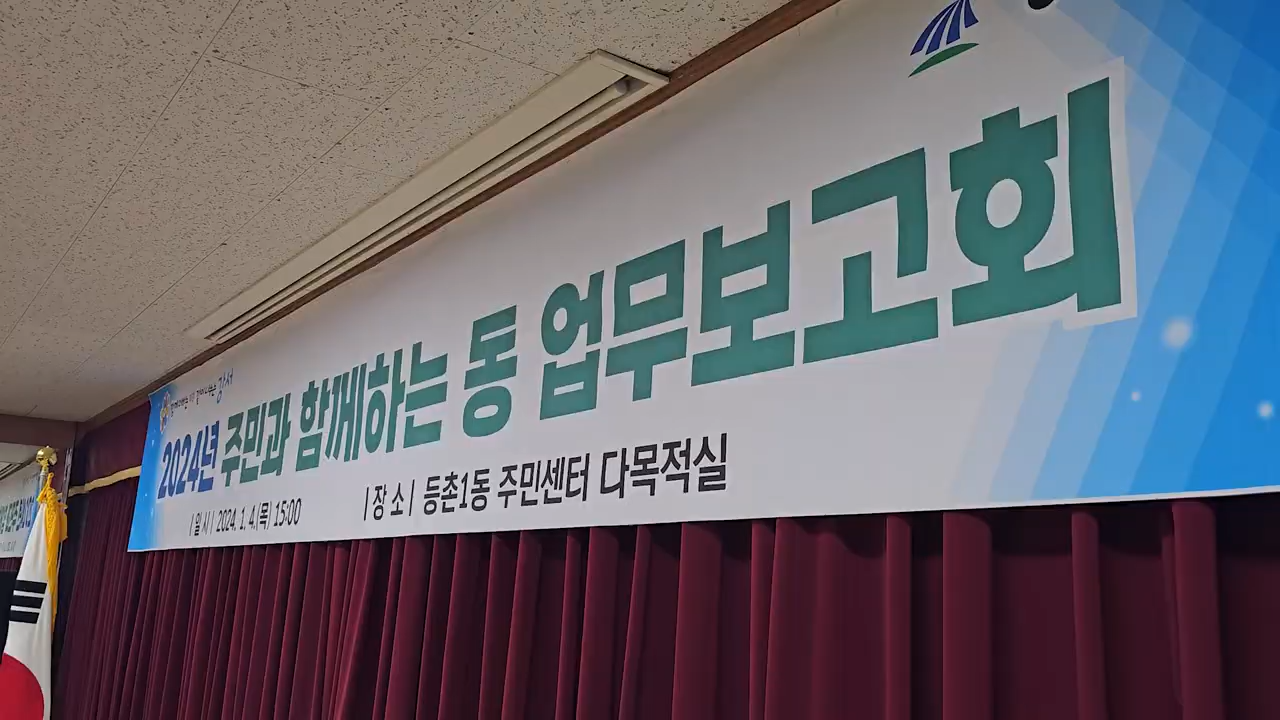 강서
2024년 주민과 함께하는 동 업무보고회
| 일 시 | 2024. 1. 4.(목) 15:00 | 장 소 | 등촌1동 주민센터 다목적실